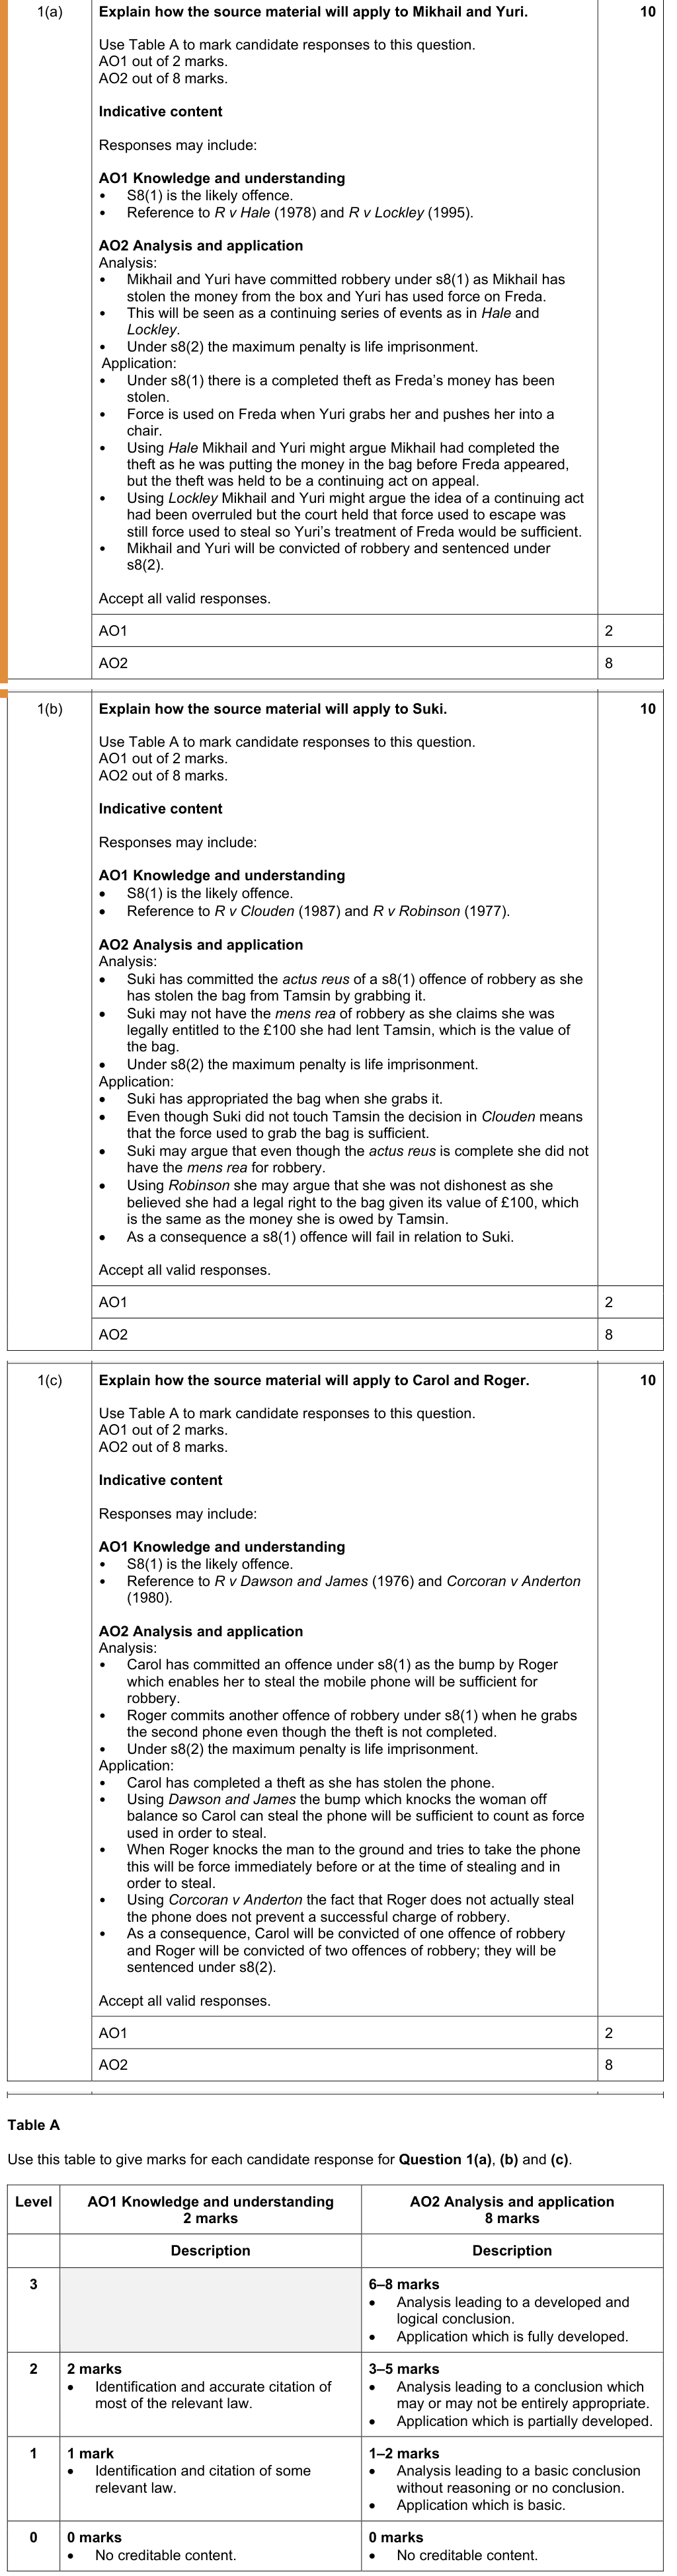 1(a)
Explain how the source material will apply to Mikhail and Yuri.
10
Use Table A to mark candidate responses to this question.
AO1 out of 2 marks.
AO2 out of 8 marks.
Indicative content
Responses may include:
AO1 Knowledge and understanding
• S8(1) is the likely offence.
• Reference to R v Hale (1978) and R v Lockley (1995).
AO2 Analysis and application
Analysis:
• Mikhail and Yuri have committed robbery under s8(1) as Mikhail has
stolen the money from the box and Yuri has used force on Freda.
• This will be seen as a continuing series of events as in Hale and
Lockley.
• Under s8(2) the maximum penalty is life imprisonment.
Application:
• Under s8(1) there is a completed theft as Freda's money has been
stolen.
• Force is used on Freda when Yuri grabs her and pushes her into a
chair.
• Using Hale Mikhail and Yuri might argue Mikhail had completed the
theft as he was putting the money in the bag before Freda appeared,
but the theft was held to be a continuing act on appeal.
• Using Lockley Mikhail and Yuri might argue the idea of a continuing act
had been overruled but the court held that force used to escape was
still force used to steal so Yuri's treatment of Freda would be sufficient.
• Mikhail and Yuri will be convicted of robbery and sentenced under
s8(2).
Accept all valid responses.
AO1 2
AO2 8
1(b)
Explain how the source material will apply to Suki.
10
Use Table A to mark candidate responses to this question.
AO1 out of 2 marks.
AO2 out of 8 marks.
Indicative content
Responses may include:
AO1 Knowledge and understanding
• S8(1) is the likely offence.
• Reference to R v Clouden (1987) and R v Robinson (1977).
AO2 Analysis and application
Analysis:
• Suki has committed the actus reus of a s8(1) offence of robbery as she
has stolen the bag from Tamsin by grabbing it.
• Suki may not have the mens rea of robbery as she claims she was
legally entitled to the £100 she had lent Tamsin, which is the value of
the bag.
• Under s8(2) the maximum penalty is life imprisonment.
Application:
• Suki has appropriated the bag when she grabs it.
• Even though Suki did not touch Tamsin the decision in Clouden means
that the force used to grab the bag is sufficient.
• Suki may argue that even though the actus reus is complete she did not
have the mens rea for robbery.
• Using Robinson she may argue that she was not dishonest as she
believed she had a legal right to the bag given its value of £100, which
is the same as the money she is owed by Tamsin.
• As a consequence a s8(1) offence will fail in relation to Suki.
Accept all valid responses.
AO1 2
AO2 8
1(c)
Explain how the source material will apply to Carol and Roger.
10
Use Table A to mark candidate responses to this question.
AO1 out of 2 marks.
AO2 out of 8 marks.
Indicative content
Responses may include:
AO1 Knowledge and understanding
• S8(1) is the likely offence.
• Reference to R v Dawson and James (1976) and Corcoran v Anderton
(1980).
AO2 Analysis and application
Analysis:
• Carol has committed an offence under s8(1) as the bump by Roger
which enables her to steal the mobile phone will be sufficient for
robbery.
• Roger commits another offence of robbery under s8(1) when he grabs
the second phone even though the theft is not completed.
• Under s8(2) the maximum penalty is life imprisonment.
Application:
• Carol has completed a theft as she has stolen the phone.
• Using Dawson and James the bump which knocks the woman off
balance so Carol can steal the phone will be sufficient to count as force
used in order to steal.
• When Roger knocks the man to the ground and tries to take the phone
this will be force immediately before or at the time of stealing and in
order to steal.
• Using Corcoran v Anderton the fact that Roger does not actually steal
the phone does not prevent a successful charge of robbery.
• As a consequence, Carol will be convicted of one offence of robbery
and Roger will be convicted of two offences of robbery; they will be
sentenced under s8(2).
Accept all valid responses.
AO1 2
AO2 8
Table A
Use this table to give marks for each candidate response for Question 1(a), (b) and (c).
Level
AO1 Knowledge and understanding
2 marks
AO2 Analysis and application
8 marks
Description
Description
3
6–8 marks
• Analysis leading to a developed and
logical conclusion.
• Application which is fully developed.
2
2 marks
• Identification and accurate citation of
most of the relevant law.
3–5 marks
• Analysis leading to a conclusion which
may or may not be entirely appropriate.
• Application which is partially developed.
1
1 mark
• Identification and citation of some
relevant law.
1–2 marks
• Analysis leading to a basic conclusion
without reasoning or no conclusion.
• Application which is basic.
0
0 marks
• No creditable content.
0 marks
• No creditable content.